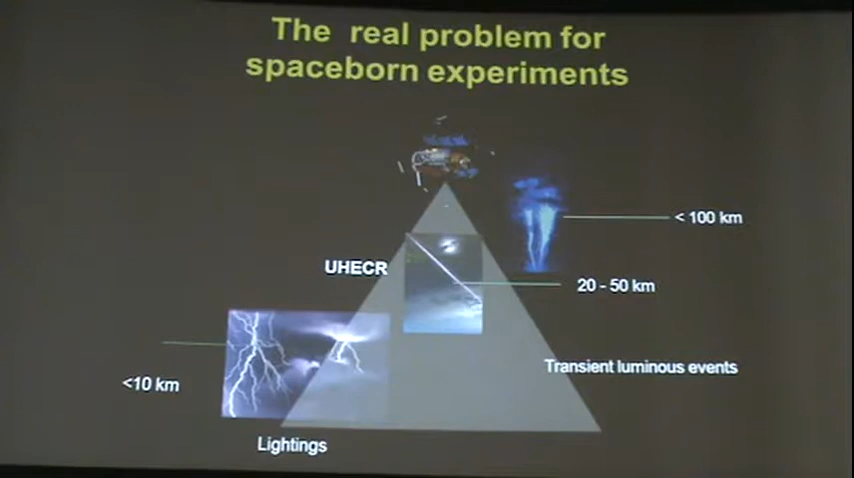 The real problem for
spaceborn experiments
< 100 km
UHECR
20 - 50 km
Transient luminous events
<10 km
Lightings